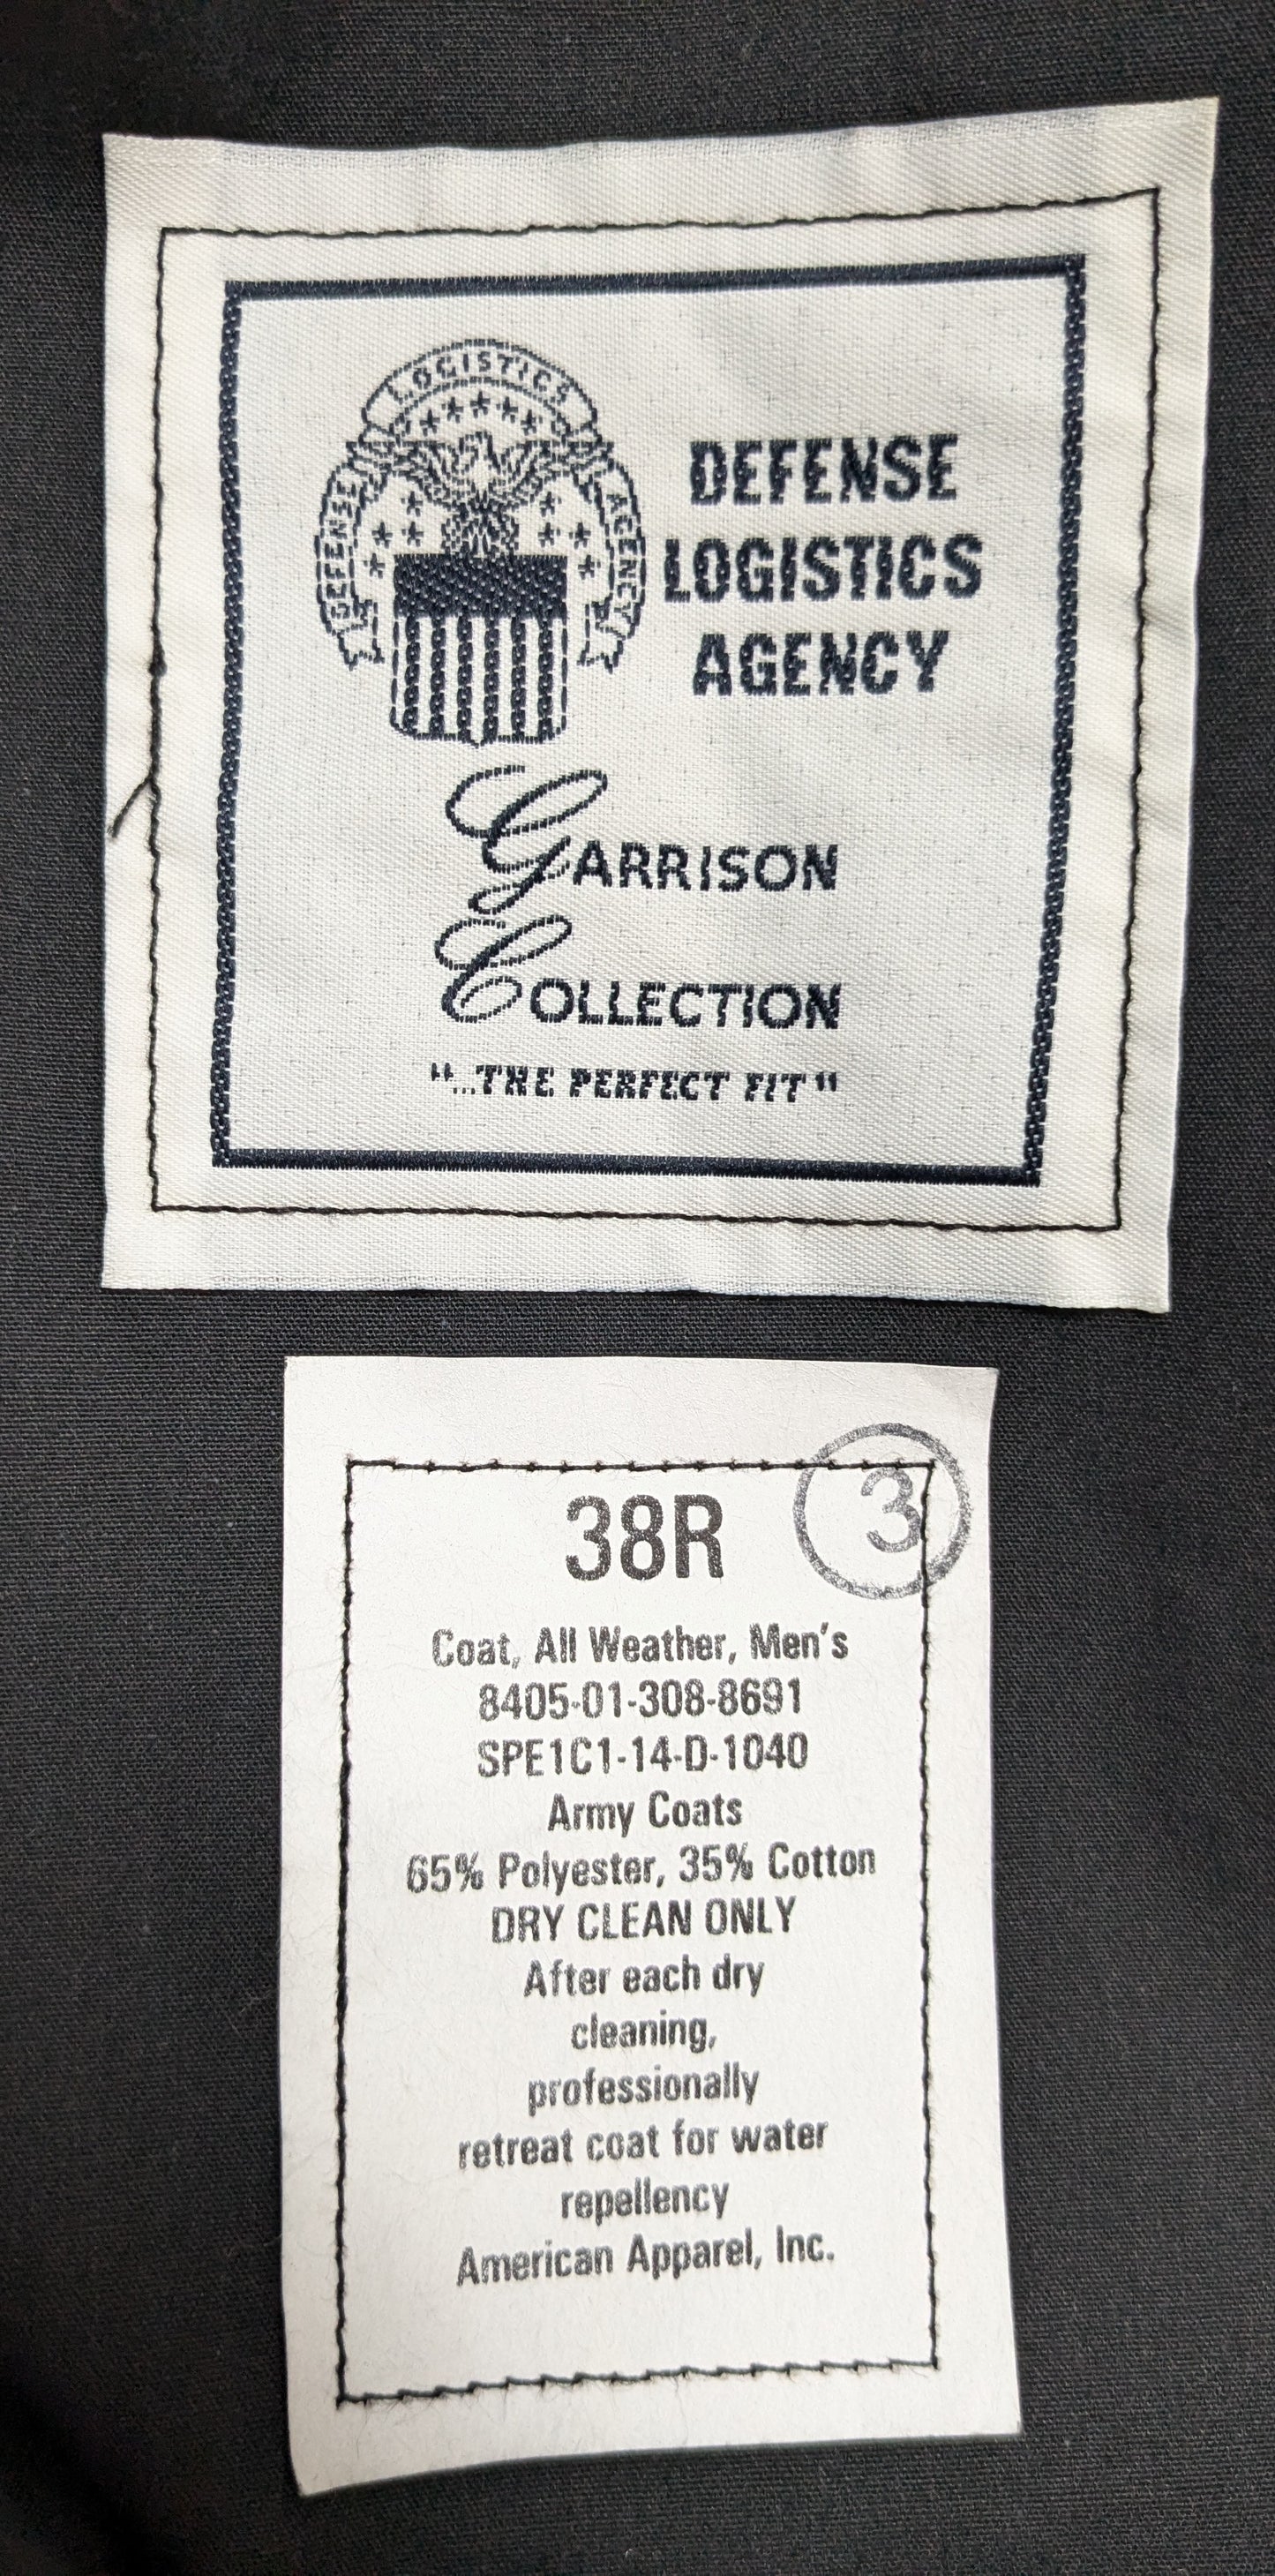 LOGISTICS
DEFENSE
AGENCY
DEFENSE
LOGISTICS
AGENCY
GARRISON
COLLECTION
"...THE PERFECT FIT"
3
38R
Coat, All Weather, Men's
8405-01-308-8691
SPE1C1-14-D-1040
Army Coats
65% Polyester, 35% Cotton
DRY CLEAN ONLY
After each dry
cleaning,
professionally
retreat coat for water
repellency
American Apparel, Inc.